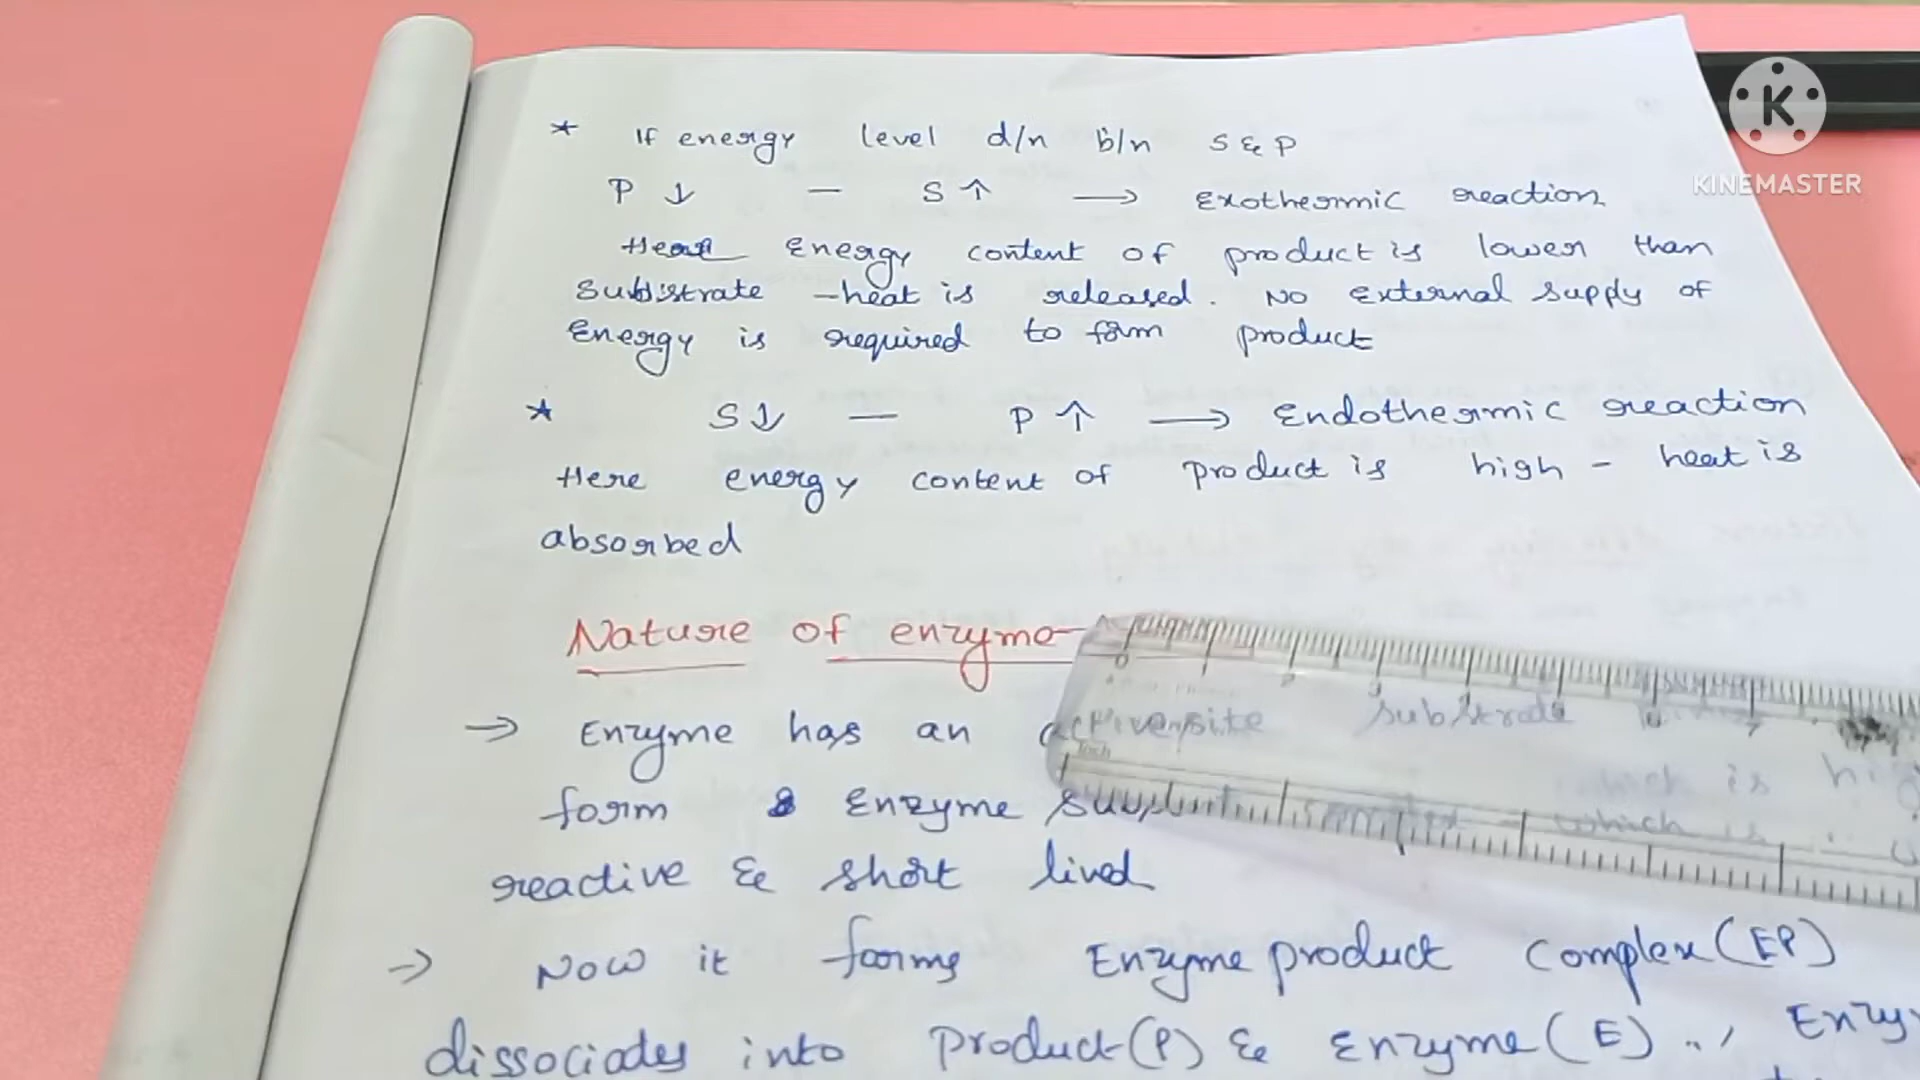 * If energy level d/n b/n S & P
P ↓ — S ↑ → Exothermic reaction
Here energy content of product is lower than
Substrate - heat is released. No external supply of
Energy is required to form product
* S ↓ — P ↑ → Endothermic reaction
Here energy content of product is high - heat is
absorbed
Nature of enzyme
→ Enzyme has an active site substrate
form Enzyme which is
reactive & short lived
→ Now it forms Enzyme product complex (EP)
dissociates into product (P) & Enzyme (E)
K
KINEMASTER